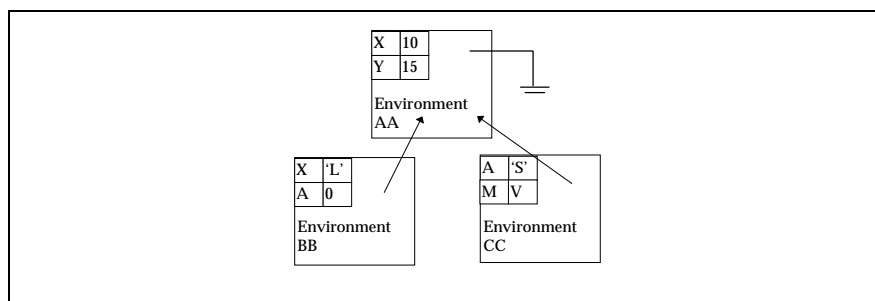 X 10
Y 15
Environment
AA
X ‘L’
A 0
Environment
BB
A ‘S’
M V
Environment
CC